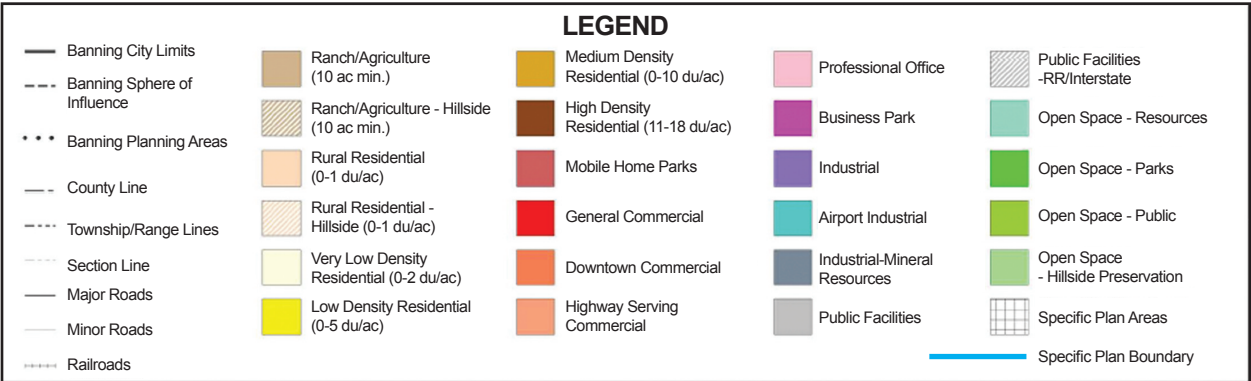 LEGEND
Banning City Limits
Banning Sphere of
Influence
Banning Planning Areas
County Line
Township/Range Lines
Section Line
Major Roads
Minor Roads
Railroads
Ranch/Agriculture
(10 ac min.)
Ranch/Agriculture - Hillside
(10 ac min.)
Rural Residential
(0-1 du/ac)
Rural Residential -
Hillside (0-1 du/ac)
Very Low Density
Residential (0-2 du/ac)
Low Density Residential
(0-5 du/ac)
Medium Density
Residential (0-10 du/ac)
High Density
Residential (11-18 du/ac)
Mobile Home Parks
General Commercial
Downtown Commercial
Highway Serving
Commercial
Professional Office
Business Park
Industrial
Airport Industrial
Industrial-Mineral
Resources
Public Facilities
Public Facilities
-RR/Interstate
Open Space - Resources
Open Space - Parks
Open Space - Public
Open Space
- Hillside Preservation
Specific Plan Areas
Specific Plan Boundary